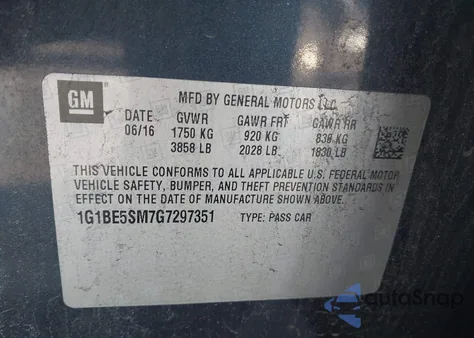 GM
MFD BY GENERAL MOTORS LLC
DATE GVWR GAWR FRT GAWR RR
06/16 1750 KG 920 KG 830 KG
3858 LB 2028 LB 1830 LB
THIS VEHICLE CONFORMS TO ALL APPLICABLE U.S. FEDERAL MOTOR
VEHICLE SAFETY, BUMPER, AND THEFT PREVENTION STANDARDS IN
EFFECT ON THE DATE OF MANUFACTURE SHOWN ABOVE.
1G1BE5SM7G7297351 TYPE: PASS CAR
autoSnap